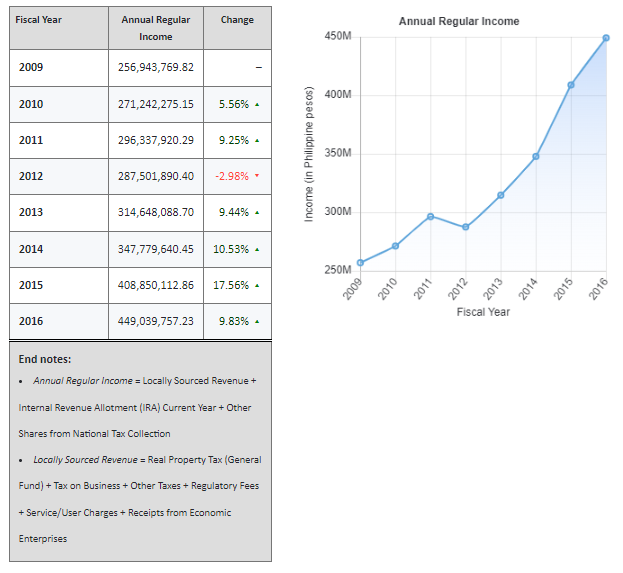 Fiscal Year Annual Regular Change
Income
2009 256,943,769.82 –
2010 271,242,275.15 5.56% ▲
2011 296,337,920.29 9.25% ▲
2012 287,501,890.40 -2.98% ▼
2013 314,648,088.70 9.44% ▲
2014 347,779,640.45 10.53% ▲
2015 408,850,112.86 17.56% ▲
2016 449,039,757.23 9.83% ▲
End notes:
• Annual Regular Income = Locally Sourced Revenue +
Internal Revenue Allotment (IRA) Current Year + Other
Shares from National Tax Collection
• Locally Sourced Revenue = Real Property Tax (General
Fund) + Tax on Business + Other Taxes + Regulatory Fees
+ Service/User Charges + Receipts from Economic
Enterprises
Annual Regular Income
450M
400M
350M
300M
250M
Income (in Philippine pesos)
2009 2010 2011 2012 2013 2014 2015 2016
Fiscal Year